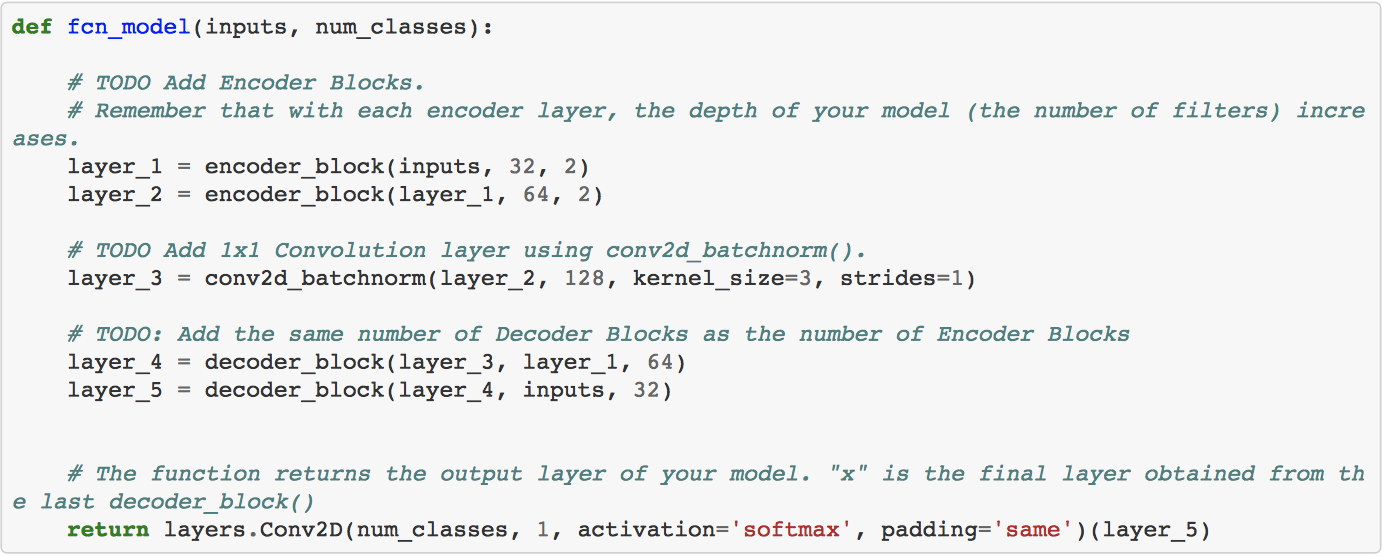 def fcn_model(inputs, num_classes):

    # TODO Add Encoder Blocks.
    # Remember that with each encoder layer, the depth of your model (the number of filters) incre
ases.
    layer_1 = encoder_block(inputs, 32, 2)
    layer_2 = encoder_block(layer_1, 64, 2)

    # TODO Add 1x1 Convolution layer using conv2d_batchnorm().
    layer_3 = conv2d_batchnorm(layer_2, 128, kernel_size=3, strides=1)

    # TODO: Add the same number of Decoder Blocks as the number of Encoder Blocks
    layer_4 = decoder_block(layer_3, layer_1, 64)
    layer_5 = decoder_block(layer_4, inputs, 32)


    # The function returns the output layer of your model. "x" is the final layer obtained from th
e last decoder_block()
    return layers.Conv2D(num_classes, 1, activation='softmax', padding='same')(layer_5)